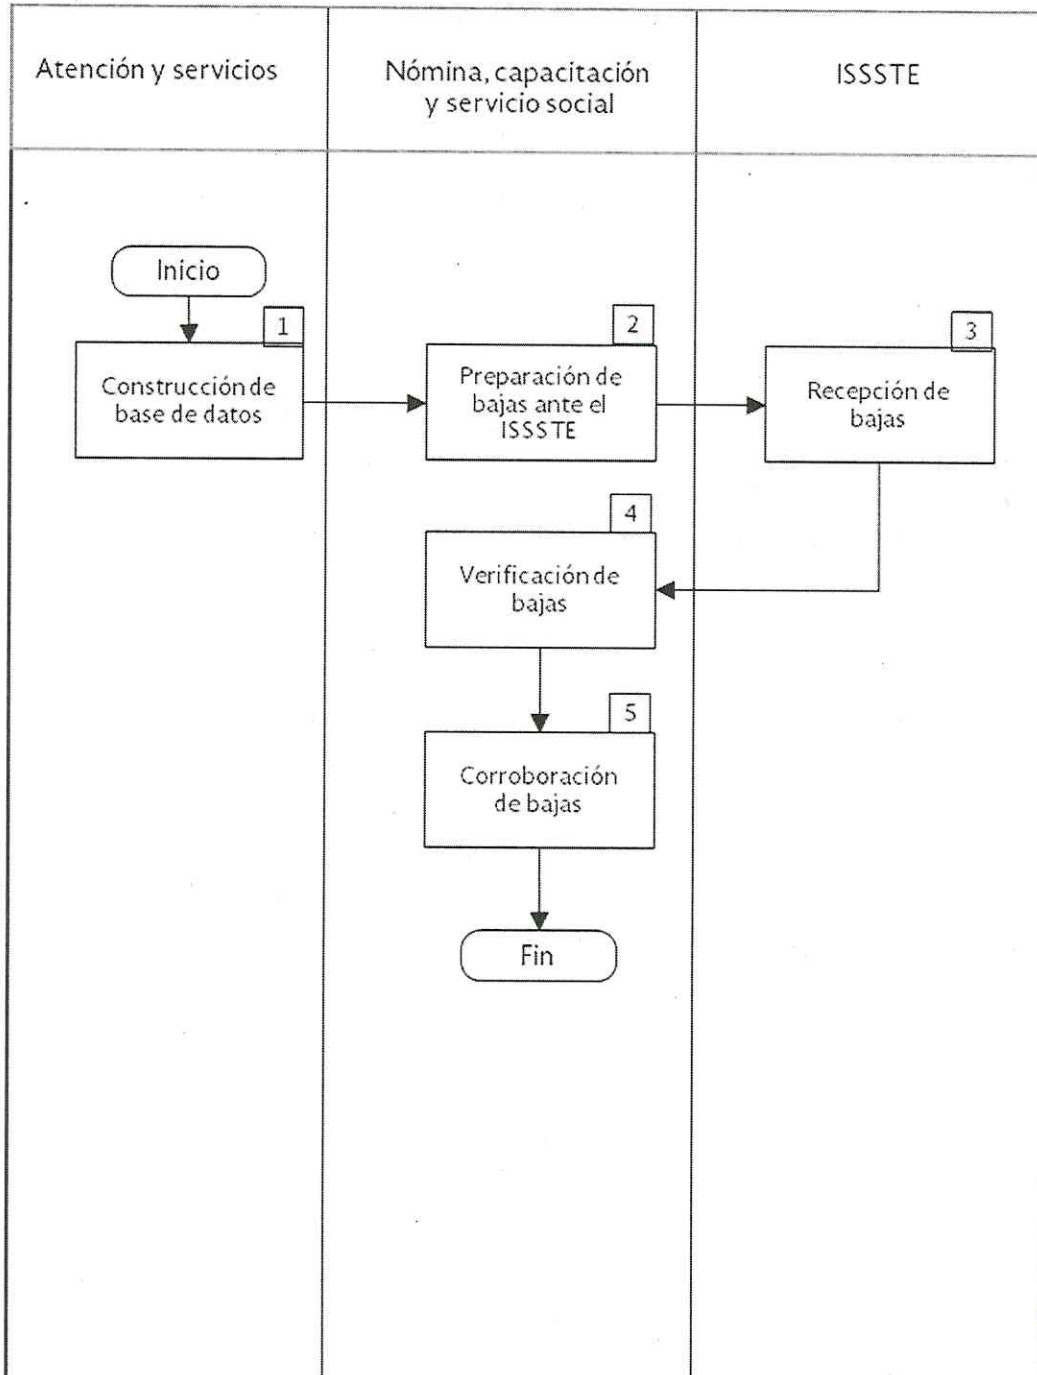 Atención y servicios
Nómina, capacitación
y servicio social
ISSSTE
Inicio
1
Construcción de
base de datos
2
Preparación de
bajas ante el
ISSSTE
3
Recepción de
bajas
4
Verificación de
bajas
5
Corroboración
de bajas
Fin